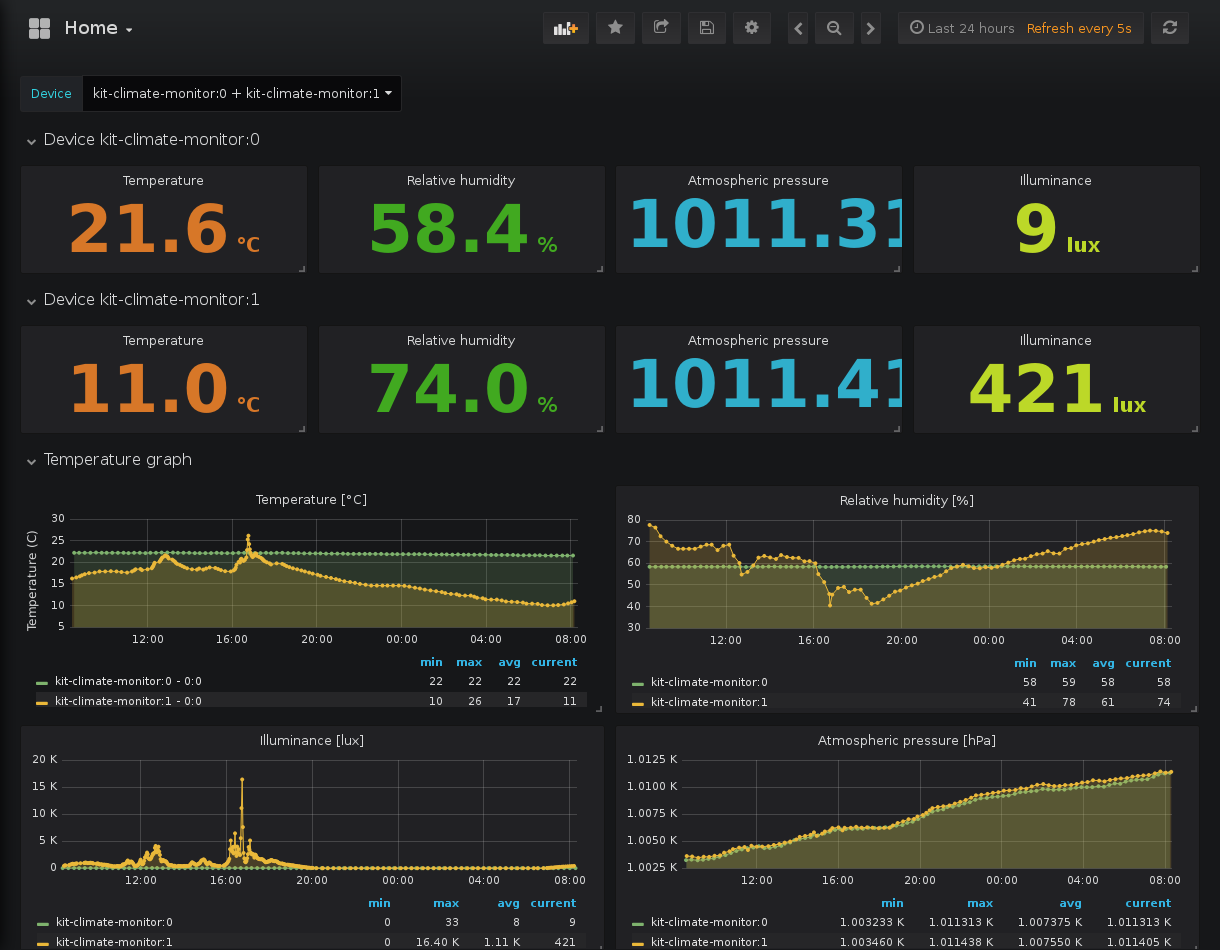 Home
Last 24 hours Refresh every 5s
Device kit-climate-monitor:0 + kit-climate-monitor:1
Device kit-climate-monitor:0
Temperature
21.6 °C
Relative humidity
58.4 %
Atmospheric pressure
1011.31
Illuminance
9 lux
Device kit-climate-monitor:1
Temperature
11.0 °C
Relative humidity
74.0 %
Atmospheric pressure
1011.41
Illuminance
421 lux
Temperature graph
Temperature [°C]
Temperature (C)
30
25
20
15
10
5
12:00 16:00 20:00 00:00 04:00 08:00
min max avg current
kit-climate-monitor:0 - 0:0 22 22 22 22
kit-climate-monitor:1 - 0:0 10 26 17 11
Relative humidity [%]
80
70
60
50
40
30
12:00 16:00 20:00 00:00 04:00 08:00
min max avg current
kit-climate-monitor:0 58 59 58 58
kit-climate-monitor:1 41 78 61 74
Illuminance [lux]
20 K
15 K
10 K
5 K
0
12:00 16:00 20:00 00:00 04:00 08:00
min max avg current
kit-climate-monitor:0 0 33 8 9
kit-climate-monitor:1 0 16.40 K 1.11 K 421
Atmospheric pressure [hPa]
1.0125 K
1.0100 K
1.0075 K
1.0050 K
1.0025 K
12:00 16:00 20:00 00:00 04:00 08:00
min max avg current
kit-climate-monitor:0 1.003233 K 1.011313 K 1.007375 K 1.011313 K
kit-climate-monitor:1 1.003460 K 1.011438 K 1.007550 K 1.011405 K